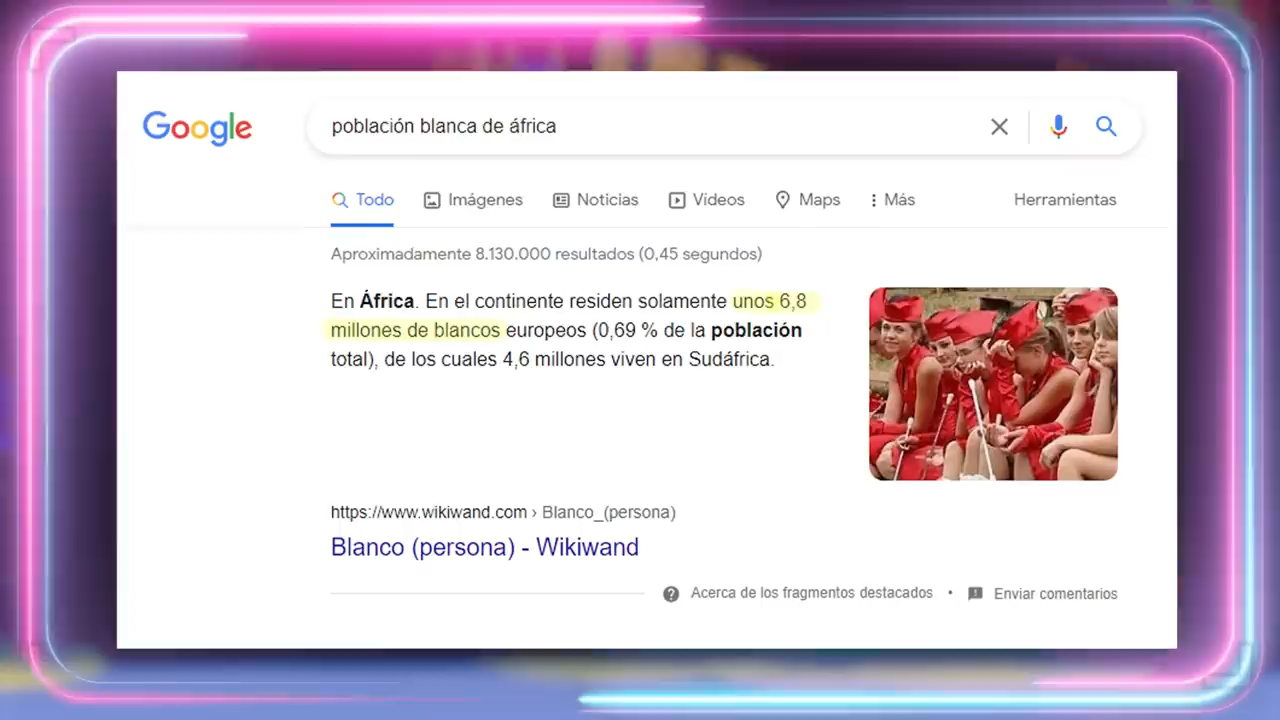 Google
población blanca de áfrica
Todo
Imágenes
Noticias
Vídeos
Maps
Más
Herramientas
Aproximadamente 8.130.000 resultados (0,45 segundos)
En África. En el continente residen solamente unos 6,8
millones de blancos europeos (0,69 % de la población
total), de los cuales 4,6 millones viven en Sudáfrica.
https://www.wikiwand.com › Blanco_(persona)
Blanco (persona) - Wikiwand
Acerca de los fragmentos destacados • Enviar comentarios